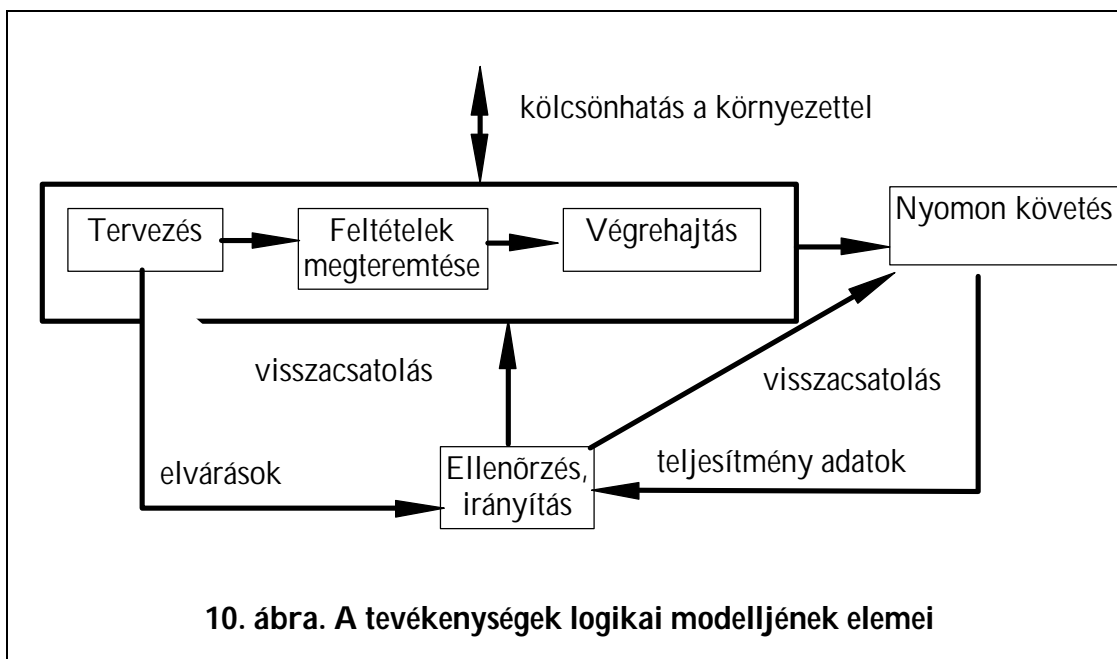 kölcsönhatás a környezettel
Tervezés
Feltételek
megteremtése
Végrehajtás
Nyomon követés
visszacsatolás
visszacsatolás
elvárások
Ellenõrzés,
irányítás
teljesítmény adatok
10. ábra. A tevékenységek logikai modelljének elemei